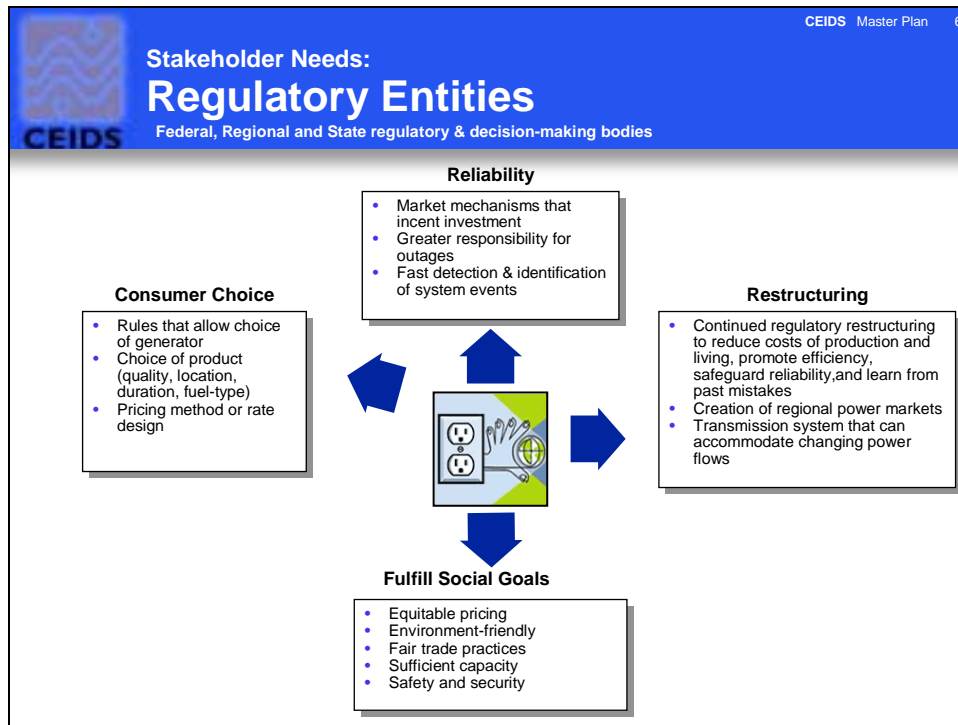 CEIDS Master Plan 6
Stakeholder Needs:
Regulatory Entities
Federal, Regional and State regulatory & decision-making bodies
CEIDS
Reliability
• Market mechanisms that
incent investment
• Greater responsibility for
outages
• Fast detection & identification
of system events
Consumer Choice
• Rules that allow choice
of generator
• Choice of product
(quality, location,
duration, fuel-type)
• Pricing method or rate
design
Restructuring
• Continued regulatory restructuring
to reduce costs of production and
living, promote efficiency,
safeguard reliability,and learn from
past mistakes
• Creation of regional power markets
• Transmission system that can
accommodate changing power
flows
Fulfill Social Goals
• Equitable pricing
• Environment-friendly
• Fair trade practices
• Sufficient capacity
• Safety and security